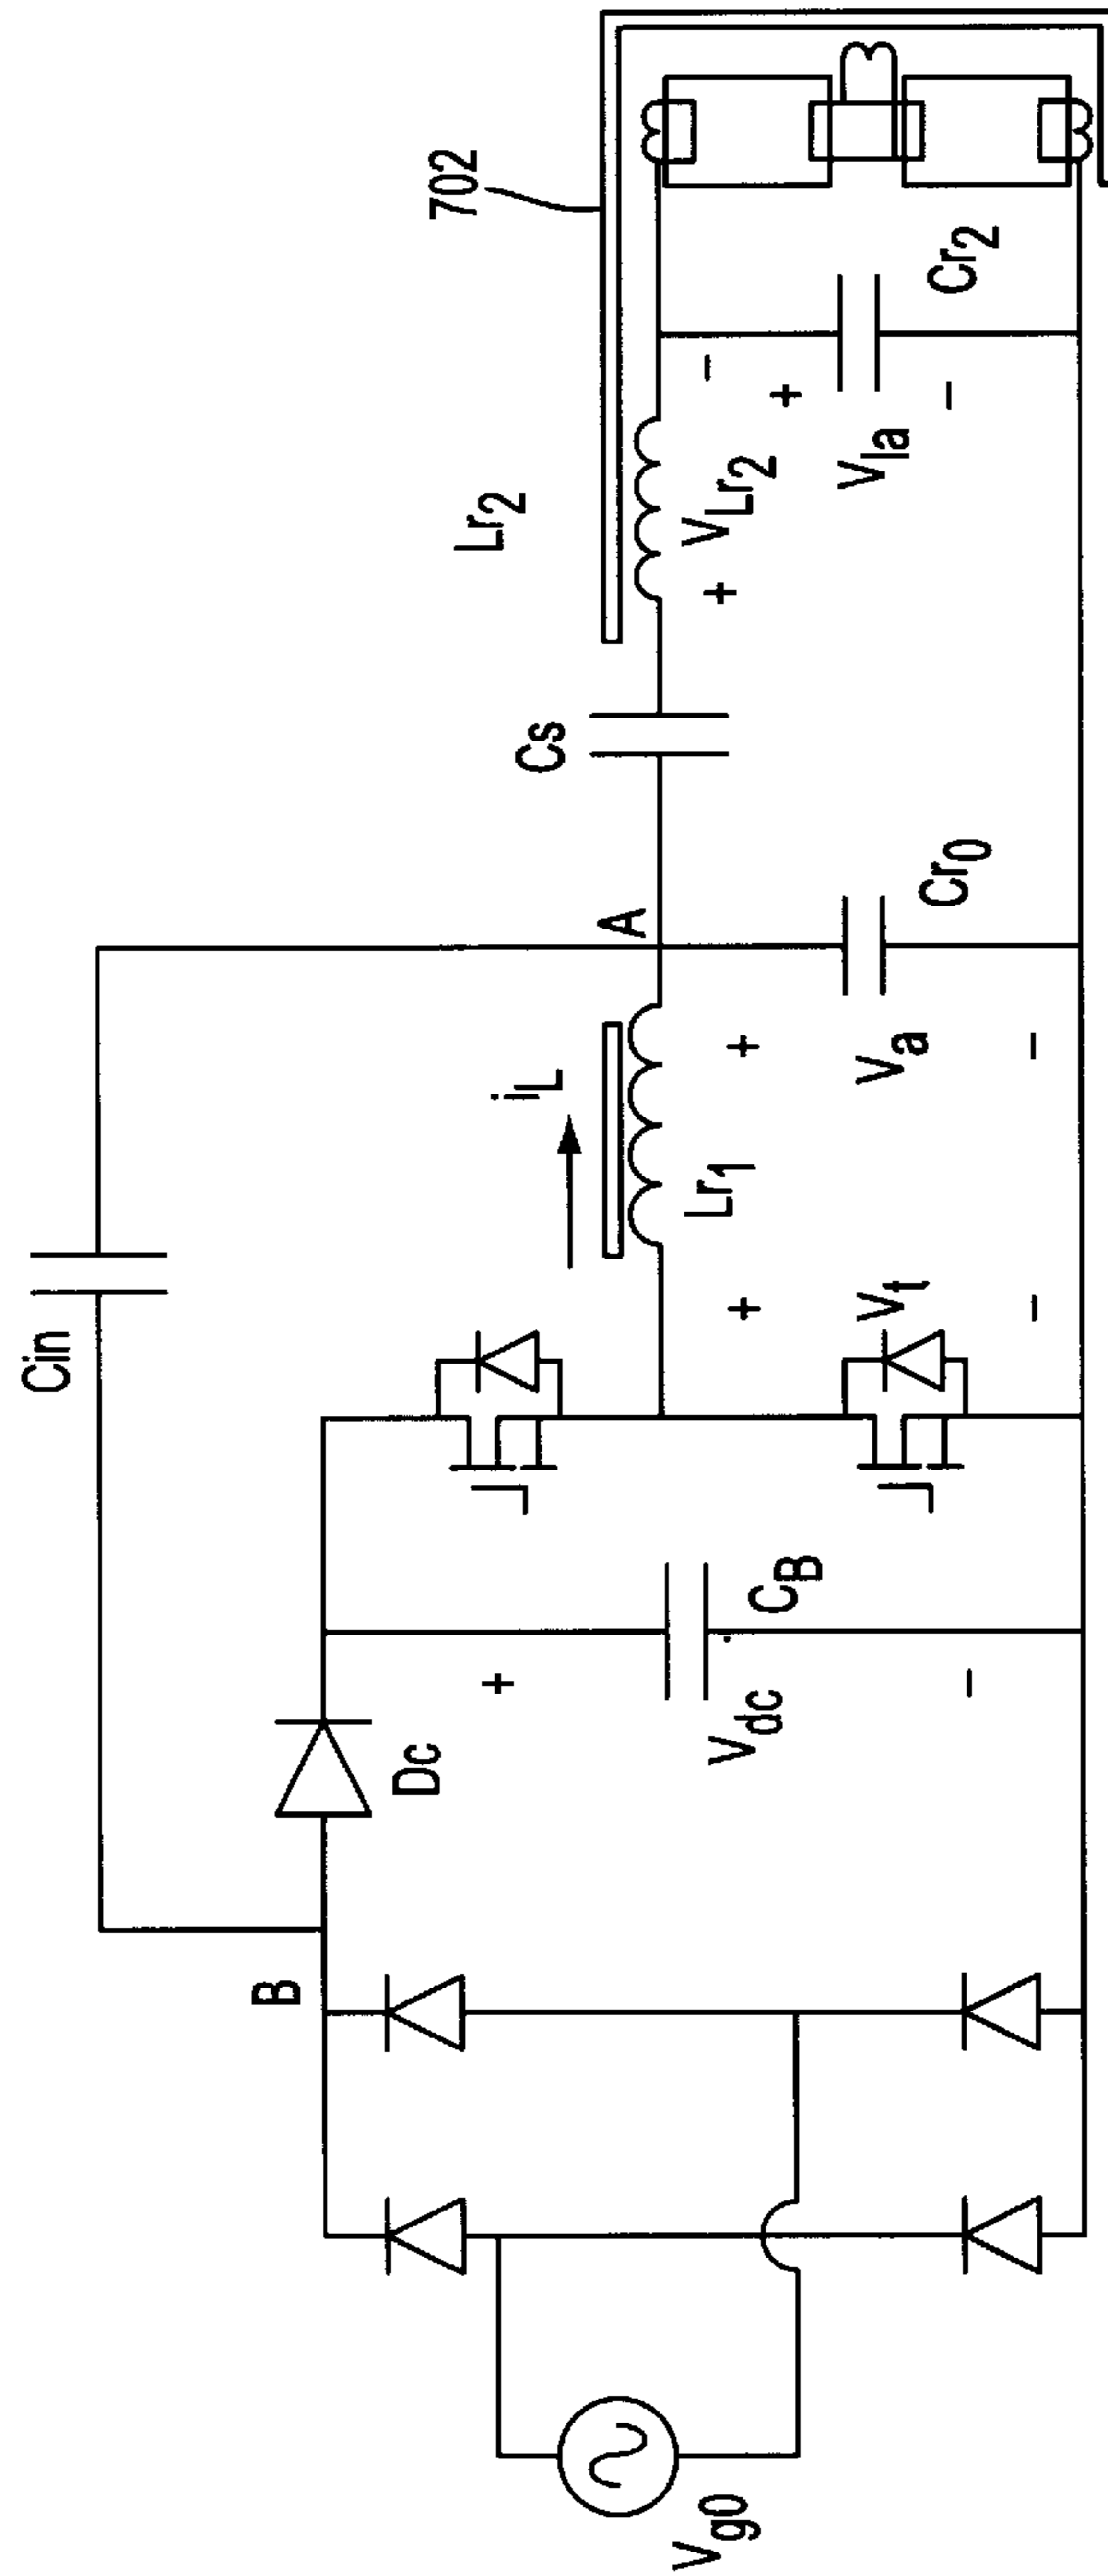 702
Lr2
Cs
Cin
A
iL
Lr1
+
VLr2
-
+
Vla
-
Cr2
+
Va
-
Cr0
+
Vt
-
B
Dc
+
Vdc
-
CB
Vg0